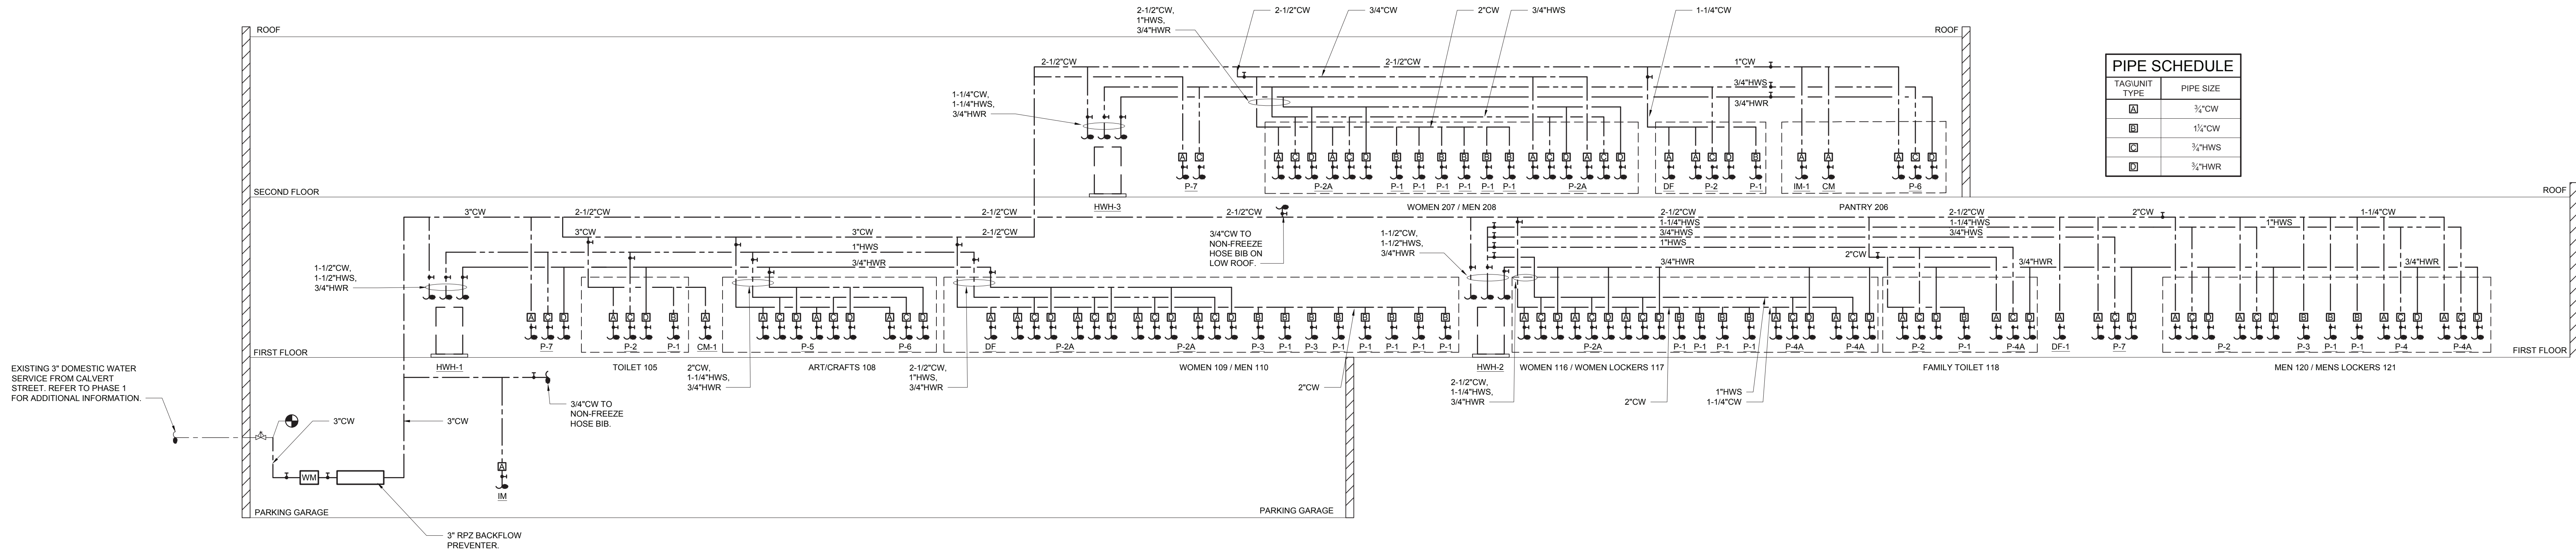 2-1/2"CW,
1"HWS,
3/4"HWR
2-1/2"CW
3/4"CW
2"CW
3/4"HWS
1-1/4"CW
ROOF
ROOF
2-1/2"CW
2-1/2"CW
1"CW
3/4"HWS
3/4"HWR
1-1/4"CW,
1-1/4"HWS,
3/4"HWR
A C A C D A C D B B B B B B A C D A C D A A C D B A A A C D
P-7 P-2A P-1 P-1 P-1 P-1 P-1 P-1 P-2A DF P-2 P-1 IM-1 CM P-6
SECOND FLOOR
HWH-3
WOMEN 207 / MEN 208
PANTRY 206
ROOF
PIPE SCHEDULE
TAG\UNIT
TYPE
PIPE SIZE
A ¾"CW
B 1¼"CW
C ¾"HWS
D ¾"HWR
3"CW
2-1/2"CW
2-1/2"CW
2-1/2"CW
2-1/2"CW
2-1/2"CW
2"CW
1-1/4"CW
3"CW
3"CW
2-1/2"CW
1"HWS
3/4"HWR
3/4"CW TO
NON-FREEZE
HOSE BIB ON
LOW ROOF.
1-1/2"CW,
1-1/2"HWS,
3/4"HWR
1-1/4"HWS
3/4"HWS
1"HWS
1-1/4"HWS
3/4"HWS
1"HWS
2"CW
3/4"HWR
3/4"HWR
3/4"HWR
1-1/2"CW,
1-1/2"HWS,
3/4"HWR
A C D A C D B A A C D A C D A C D A A C D A C D A C D A C D B B B B B B B B A C D A C D A C D B B B B A C D A C D A C D B A C D A A C D A C D A C D B B B A C D A C D
P-7 P-2 P-1 CM-1 P-5 P-6 DF P-2A P-2A P-3 P-1 P-3 P-1 P-1 P-1 P-1 P-1 P-2A P-1 P-1 P-1 P-1 P-4A P-4A P-2 P-1 P-4A DF-1 P-7 P-2 P-3 P-1 P-1 P-4 P-4A
FIRST FLOOR
FIRST FLOOR
HWH-1
TOILET 105
ART/CRAFTS 108
WOMEN 109 / MEN 110
HWH-2
WOMEN 116 / WOMEN LOCKERS 117
FAMILY TOILET 118
MEN 120 / MENS LOCKERS 121
2"CW,
1-1/4"HWS,
3/4"HWR
2-1/2"CW,
1"HWS,
3/4"HWR
2"CW
2-1/2"CW,
1-1/4"HWS,
3/4"HWR
2"CW
1"HWS
1-1/4"CW
EXISTING 3" DOMESTIC WATER
SERVICE FROM CALVERT
STREET. REFER TO PHASE 1
FOR ADDITIONAL INFORMATION.
3"CW
3"CW
3/4"CW TO
NON-FREEZE
HOSE BIB.
WM
A
IM
PARKING GARAGE
PARKING GARAGE
3" RPZ BACKFLOW
PREVENTER.